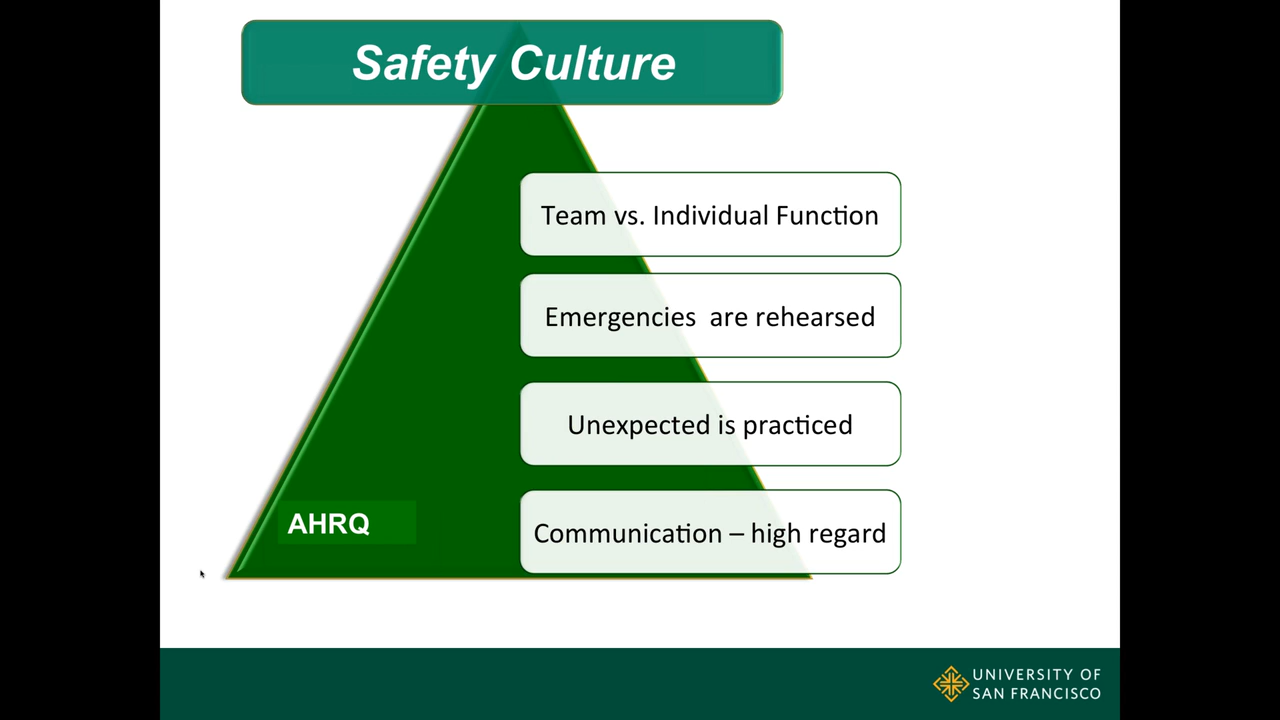 Safety Culture
Team vs. Individual Function
Emergencies  are rehearsed
Unexpected is practiced
AHRQ
Communication – high regard
UNIVERSITY OF
SAN FRANCISCO